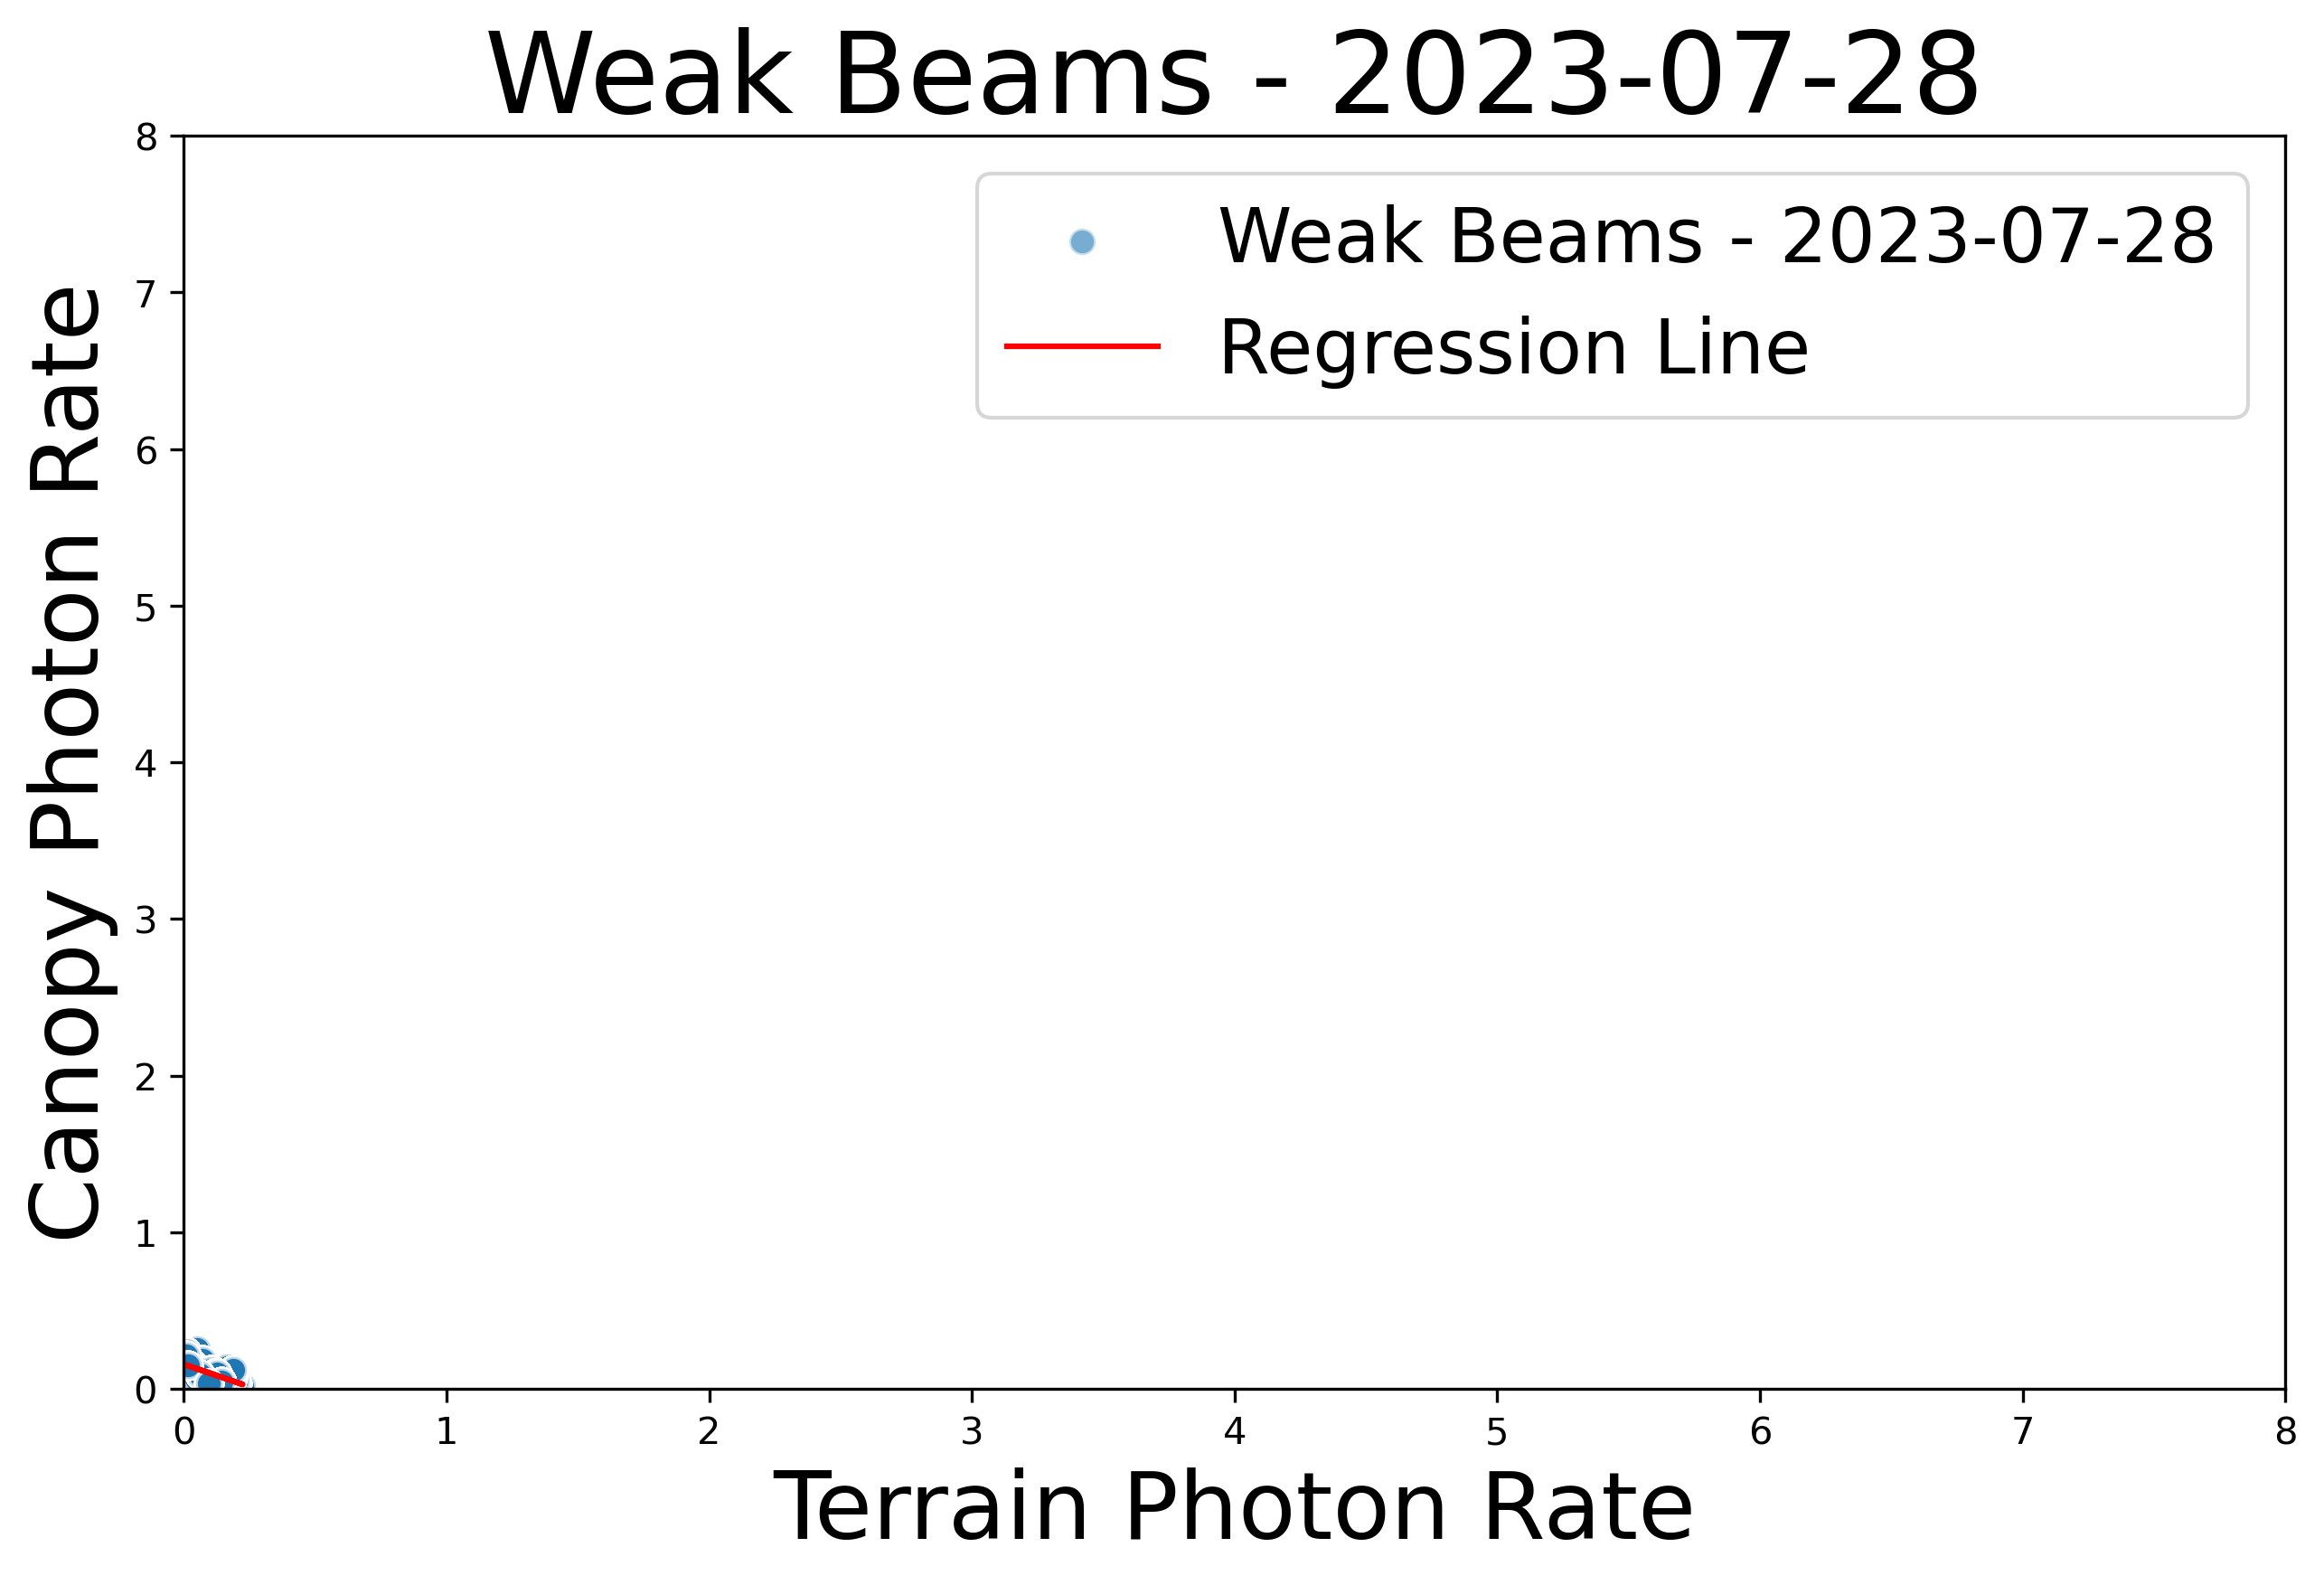 Weak Beams - 2023-07-28
Weak Beams - 2023-07-28
Regression Line
Canopy Photon Rate
8
7
6
5
4
3
2
1
0
0 1 2 3 4 5 6 7 8
Terrain Photon Rate